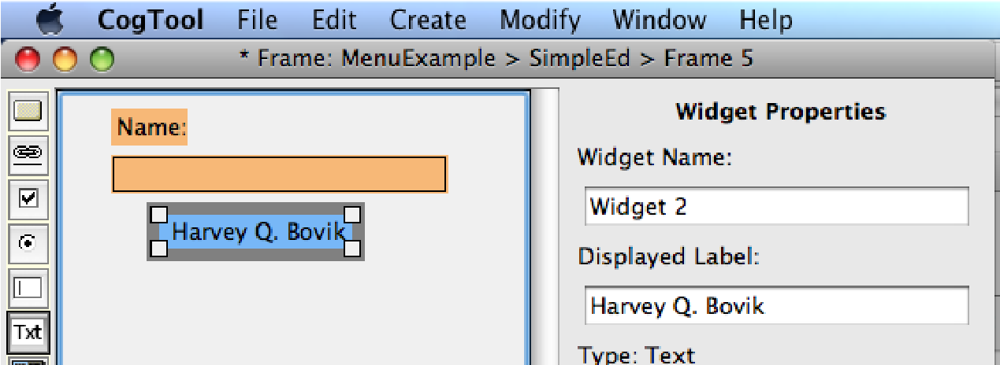 CogTool File Edit Create Modify Window Help
* Frame: MenuExample > SimpleEd > Frame 5
Widget Properties
Name:
Widget Name:
Widget 2
Harvey Q. Bovik
Displayed Label:
Harvey Q. Bovik
Txt
Type: Text